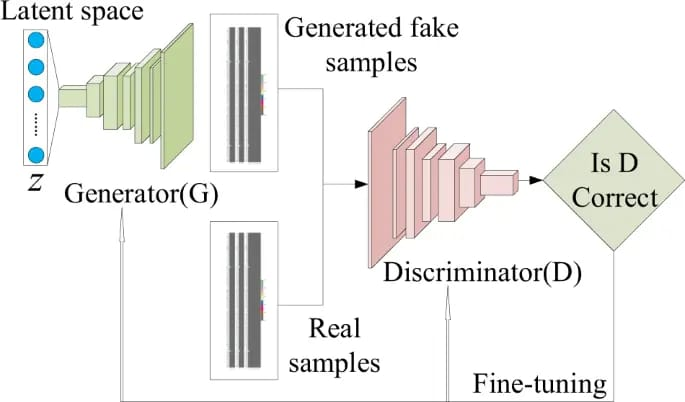 Latent space
Generated fake
samples
......
z
Generator(G)
Is D
Correct
Discriminator(D)
Real
samples
Fine-tuning